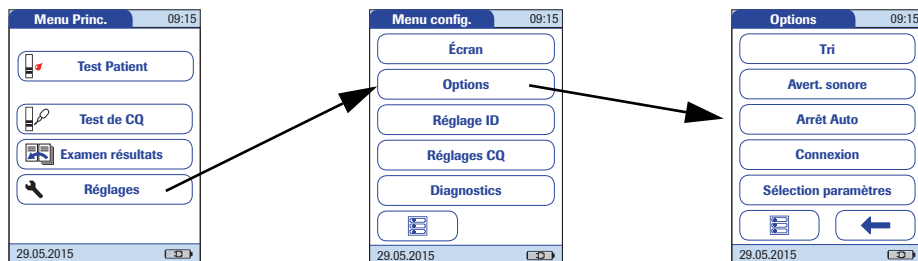 Menu Princ. 09:15
Test Patient
Test de CQ
Examen résultats
Réglages
29.05.2015
Menu config. 09:15
Écran
Options
Réglage ID
Réglages CQ
Diagnostics
29.05.2015
Options 09:15
Tri
Avert. sonore
Arrêt Auto
Connexion
Sélection paramètres
29.05.2015